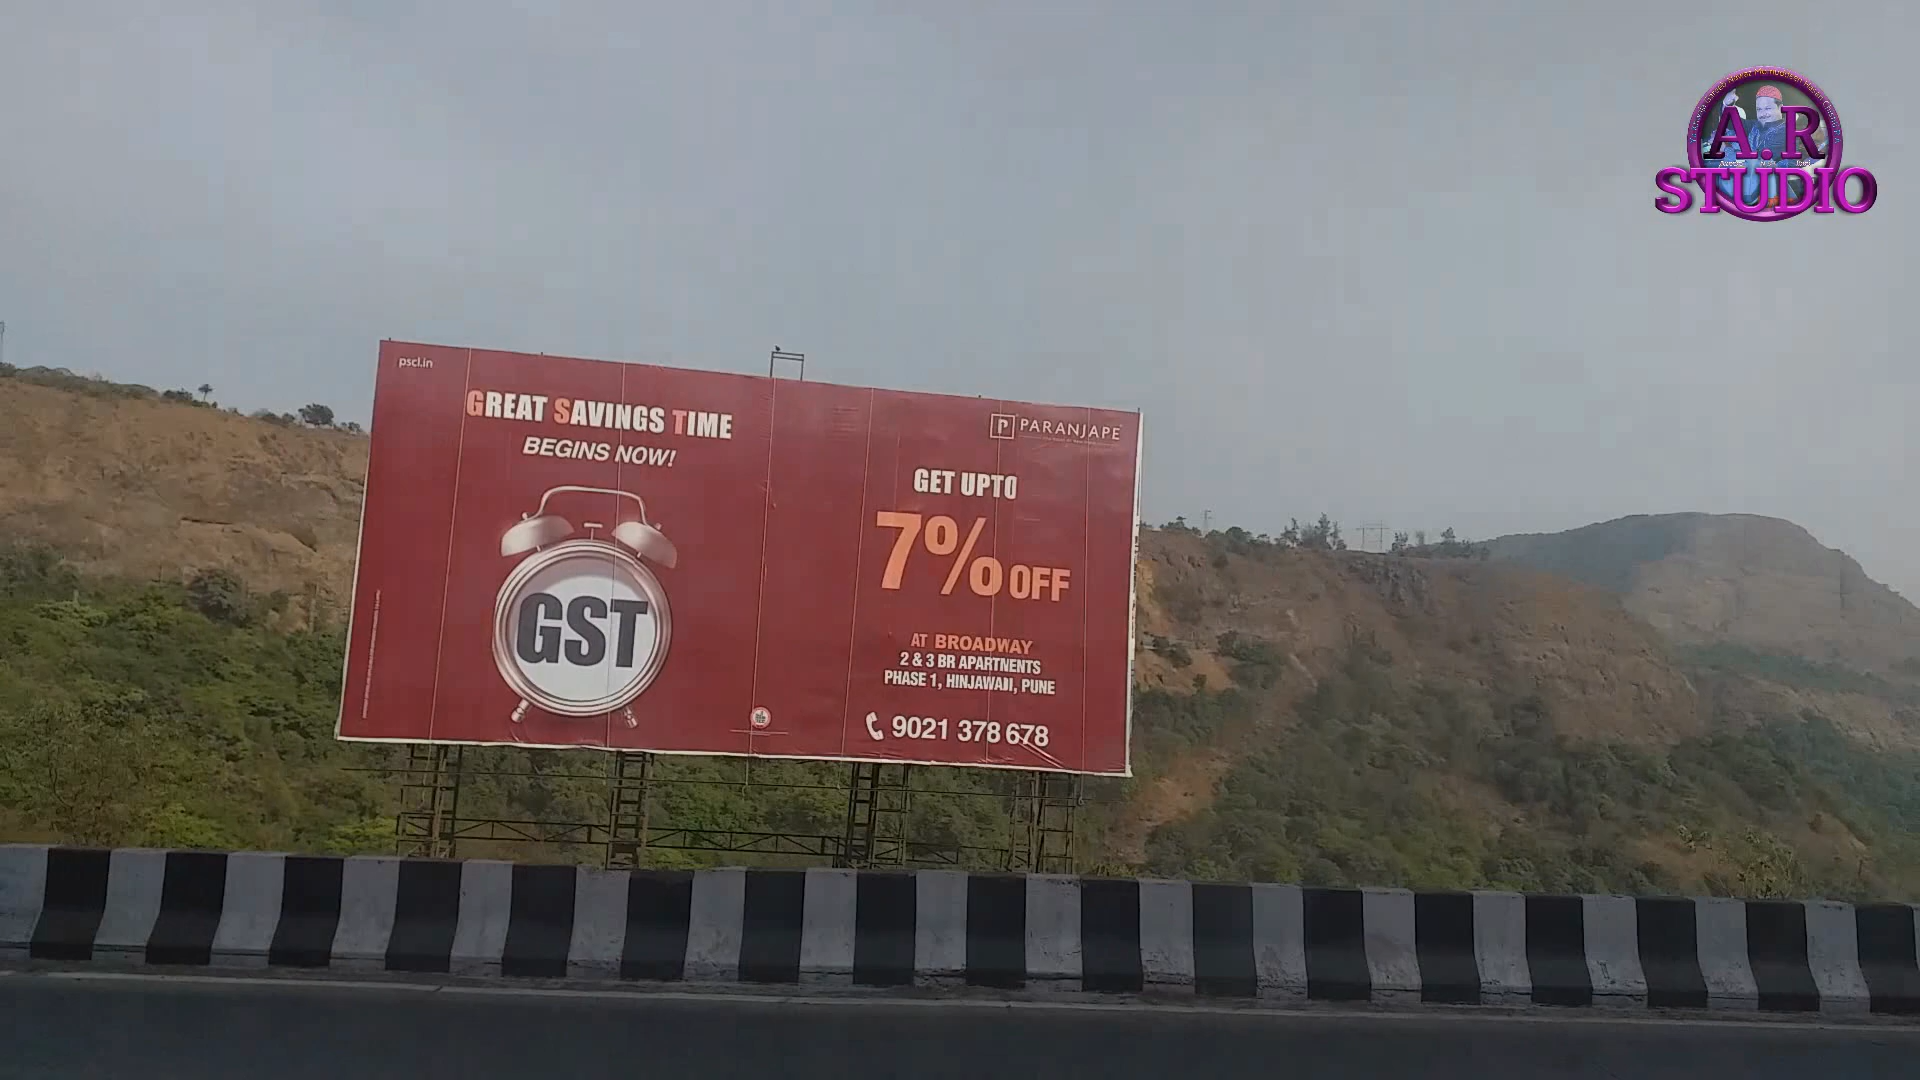 pscl.in
GREAT SAVINGS TIME
BEGINS NOW!
GST
PARANJAPE
GET UPTO
7% OFF
AT BROADWAY
2 & 3 BR APARTMENTS
PHASE 1, HINJAWADI, PUNE
9021 378 678
A.R
STUDIO